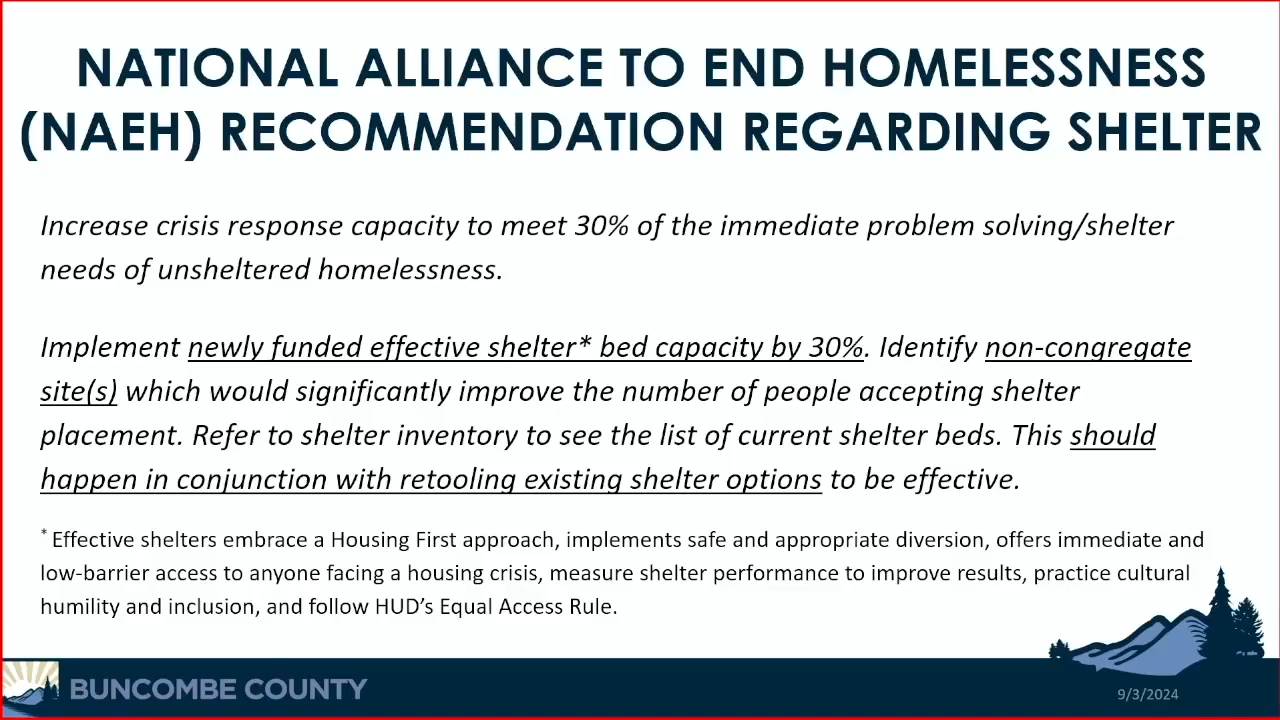 NATIONAL ALLIANCE TO END HOMELESSNESS
(NAEH) RECOMMENDATION REGARDING SHELTER
Increase crisis response capacity to meet 30% of the immediate problem solving/shelter
needs of unsheltered homelessness.
Implement newly funded effective shelter* bed capacity by 30%. Identify non-congregate
site(s) which would significantly improve the number of people accepting shelter
placement. Refer to shelter inventory to see the list of current shelter beds. This should
happen in conjunction with retooling existing shelter options to be effective.
* Effective shelters embrace a Housing First approach, implements safe and appropriate diversion, offers immediate and
low-barrier access to anyone facing a housing crisis, measure shelter performance to improve results, practice cultural
humility and inclusion, and follow HUD’s Equal Access Rule.
BUNCOMBE COUNTY
9/3/2024